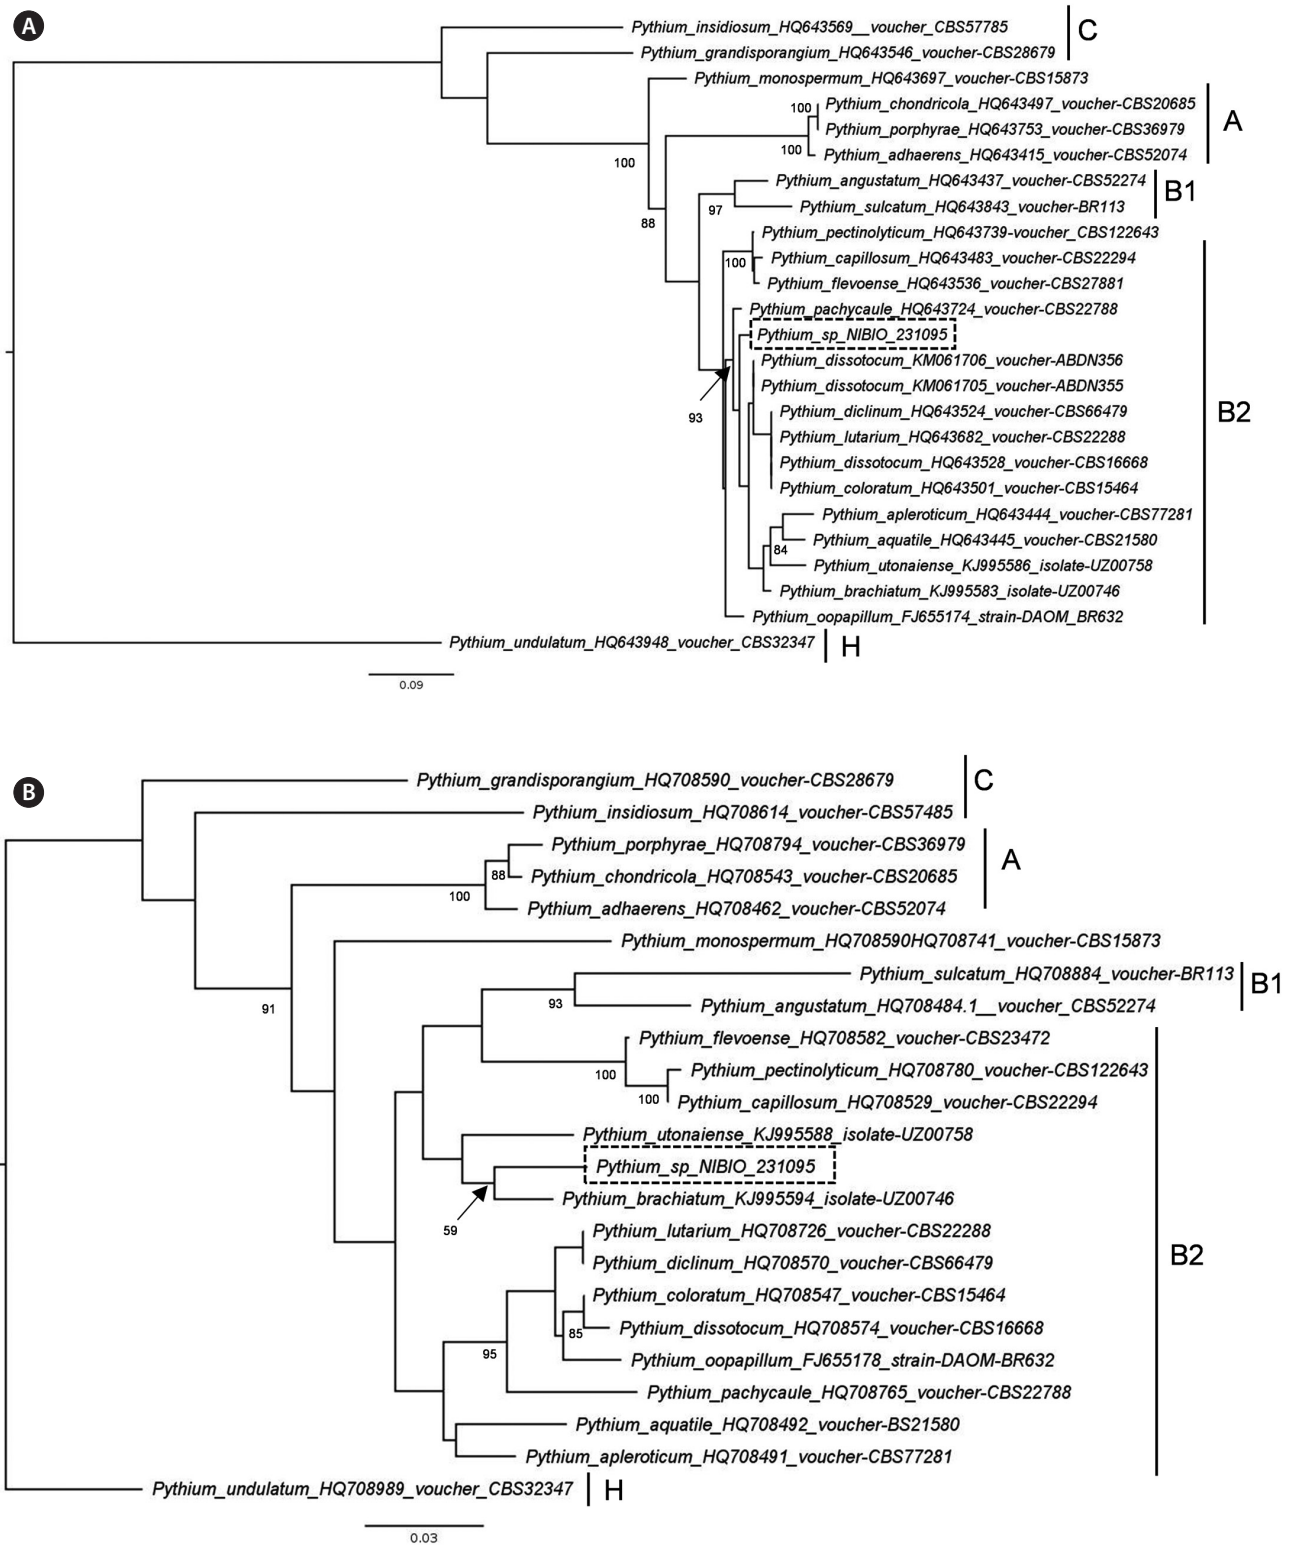 A
Pythium_insidiosum_HQ643569__voucher_CBS57785
C
Pythium_grandisporangium_HQ643546_voucher-CBS28679
Pythium_monospermum_HQ643697_voucher-CBS15873
100
Pythium_chondricola_HQ643497_voucher-CBS20685
A
Pythium_porphyrae_HQ643753_voucher-CBS36979
100
Pythium_adhaerens_HQ643415_voucher-CBS52074
100
Pythium_angustatum_HQ643437_voucher-CBS52274
B1
97
Pythium_sulcatum_HQ643843_voucher-BR113
88
Pythium_pectinolyticum_HQ643739-voucher_CBS122643
100
Pythium_capillosum_HQ643483_voucher-CBS22294
Pythium_flevoense_HQ643536_voucher-CBS27881
Pythium_pachycaule_HQ643724_voucher-CBS22788
Pythium_sp_NIBIO_231095
Pythium_dissotocum_KM061706_voucher-ABDN356
Pythium_dissotocum_KM061705_voucher-ABDN355
93
Pythium_diclinum_HQ643524_voucher-CBS66479
B2
Pythium_lutarium_HQ643682_voucher-CBS22288
Pythium_dissotocum_HQ643528_voucher-CBS16668
Pythium_coloratum_HQ643501_voucher-CBS15464
Pythium_apleroticum_HQ643444_voucher-CBS77281
Pythium_aquatile_HQ643445_voucher-CBS21580
84
Pythium_utonaiense_KJ995586_isolate-UZ00758
Pythium_brachiatum_KJ995583_isolate-UZ00746
Pythium_oopapillum_FJ655174_strain-DAOM_BR632
Pythium_undulatum_HQ643948_voucher_CBS32347
H
0.09
B
Pythium_grandisporangium_HQ708590_voucher-CBS28679
C
Pythium_insidiosum_HQ708614_voucher-CBS57485
Pythium_porphyrae_HQ708794_voucher-CBS36979
A
88
Pythium_chondricola_HQ708543_voucher-CBS20685
100
Pythium_adhaerens_HQ708462_voucher-CBS52074
Pythium_monospermum_HQ708590HQ708741_voucher-CBS15873
Pythium_sulcatum_HQ708884_voucher-BR113
B1
93
91
Pythium_angustatum_HQ708484.1__voucher_CBS52274
Pythium_flevoense_HQ708582_voucher-CBS23472
100
Pythium_pectinolyticum_HQ708780_voucher-CBS122643
100
Pythium_capillosum_HQ708529_voucher-CBS22294
Pythium_utonaiense_KJ995588_isolate-UZ00758
Pythium_sp_NIBIO_231095
Pythium_brachiatum_KJ995594_isolate-UZ00746
59
Pythium_lutarium_HQ708726_voucher-CBS22288
B2
Pythium_diclinum_HQ708570_voucher-CBS66479
Pythium_coloratum_HQ708547_voucher-CBS15464
85
Pythium_dissotocum_HQ708574_voucher-CBS16668
95
Pythium_oopapillum_FJ655178_strain-DAOM-BR632
Pythium_pachycaule_HQ708765_voucher-CBS22788
Pythium_aquatile_HQ708492_voucher-BS21580
Pythium_apleroticum_HQ708491_voucher-CBS77281
Pythium_undulatum_HQ708989_voucher_CBS32347
H
0.03